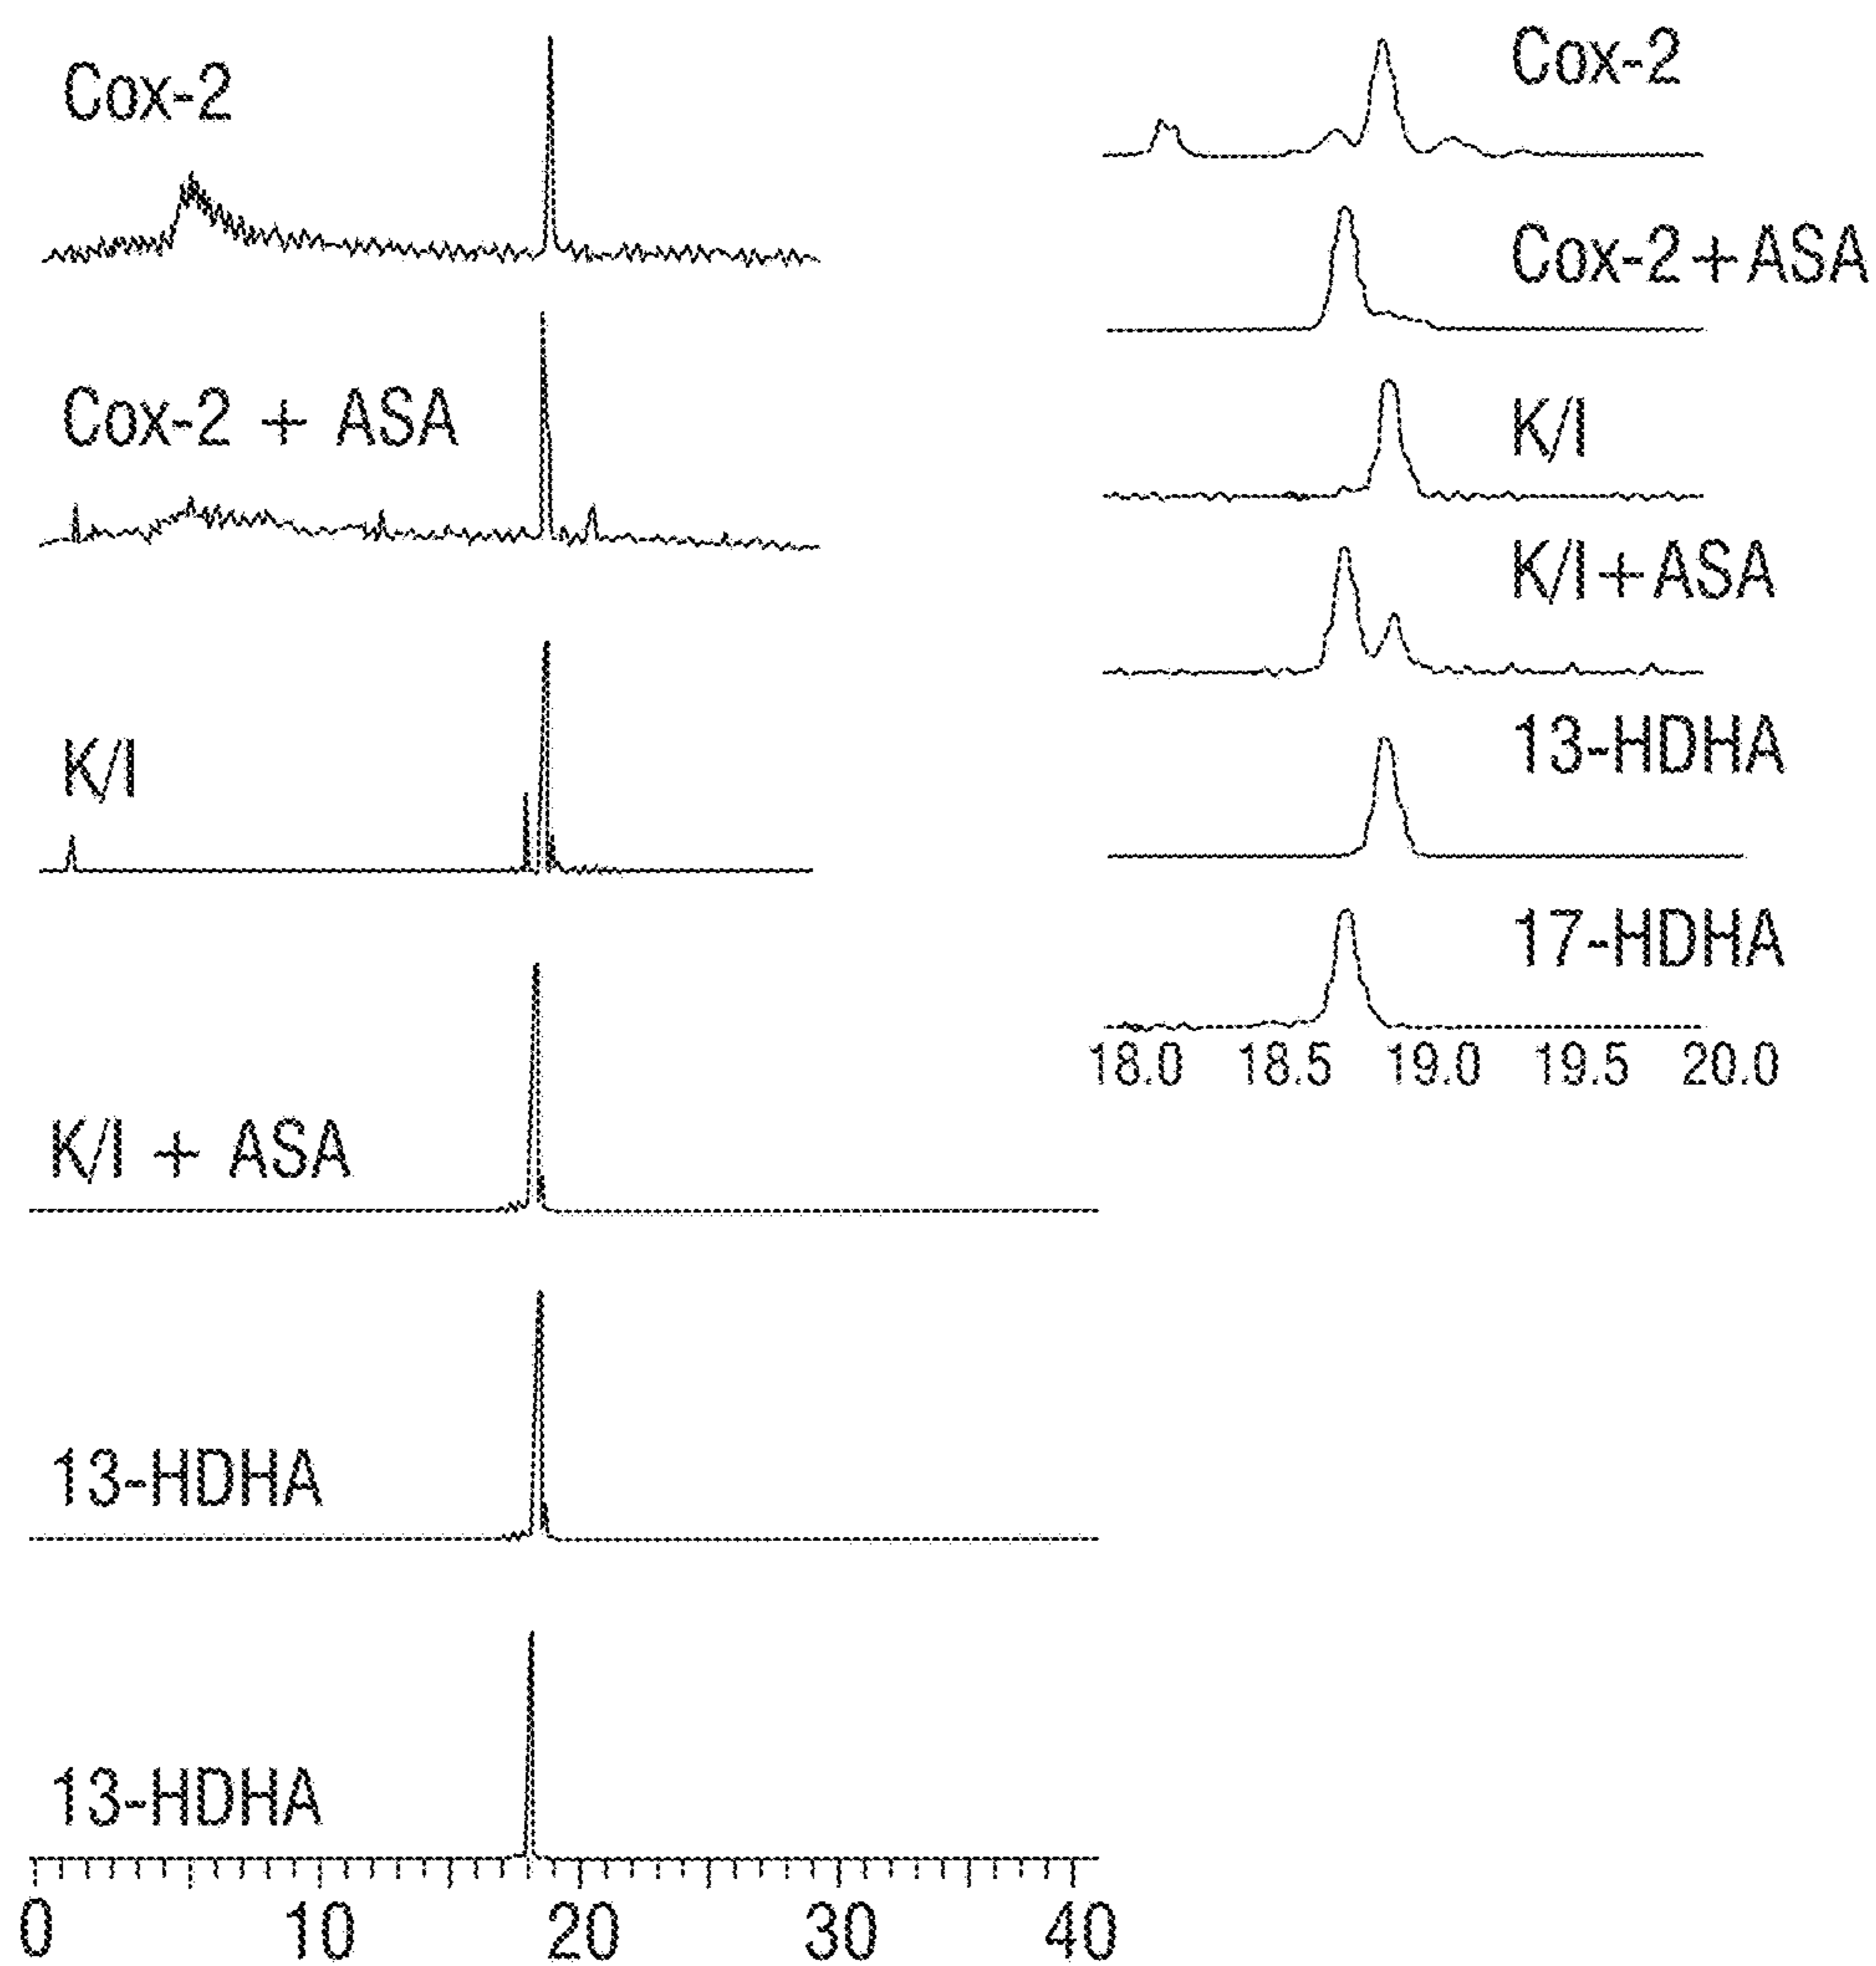 Cox-2
Cox-2 + ASA
K/I
K/I + ASA
13-HDHA
13-HDHA
0 10 20 30 40
Cox-2
Cox-2+ASA
K/I
K/I+ASA
13-HDHA
17-HDHA
18.0 18.5 19.0 19.5 20.0